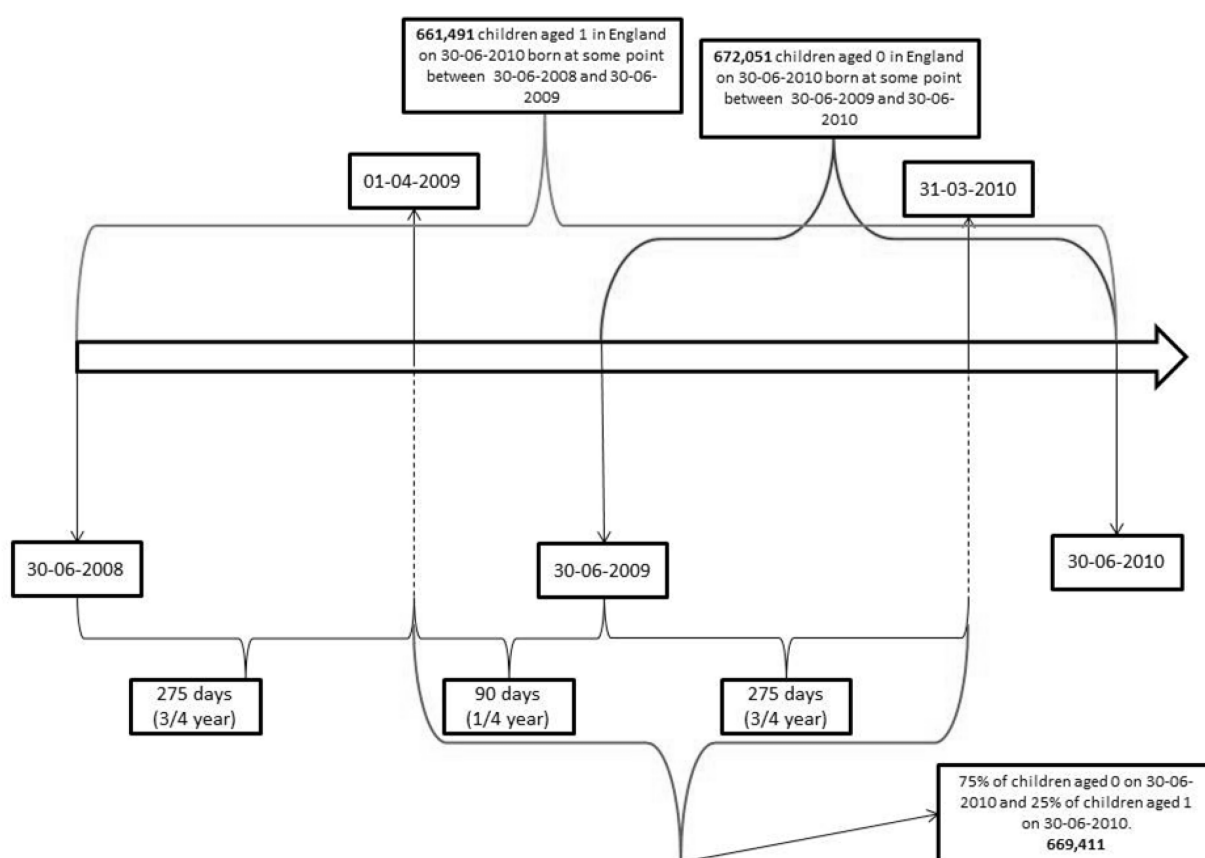 661,491 children aged 1 in England
on 30-06-2010 born at some point
between 30-06-2008 and 30-06-
2009
672,051 children aged 0 in England
on 30-06-2010 born at some point
between 30-06-2009 and 30-06-
2010
01-04-2009
31-03-2010
30-06-2008
30-06-2009
30-06-2010
275 days
(3/4 year)
90 days
(1/4 year)
275 days
(3/4 year)
75% of children aged 0 on 30-06-
2010 and 25% of children aged 1
on 30-06-2010.
669,411